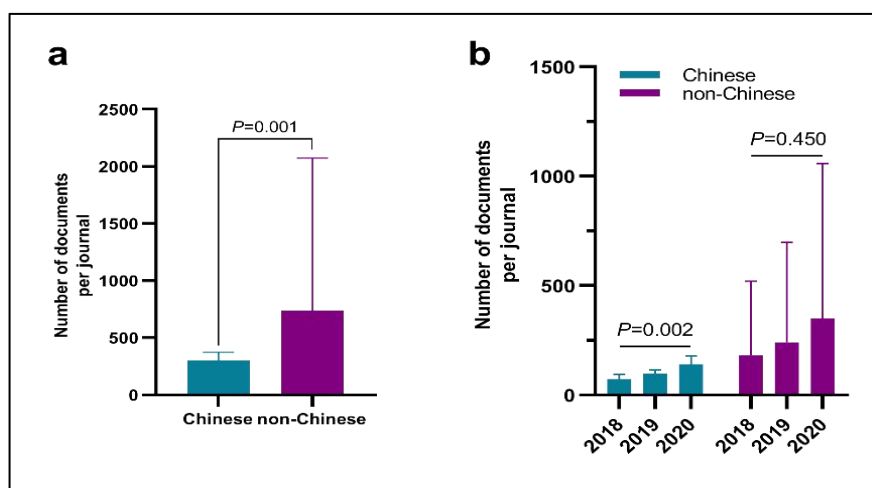 a
Number of documents
per journal
2500
2000
1500
1000
500
0
P=0.001
Chinese non-Chinese
b
Number of documents
per journal
1500
1000
500
0
Chinese
non-Chinese
P=0.002
P=0.450
2018
2019
2020
2018
2019
2020